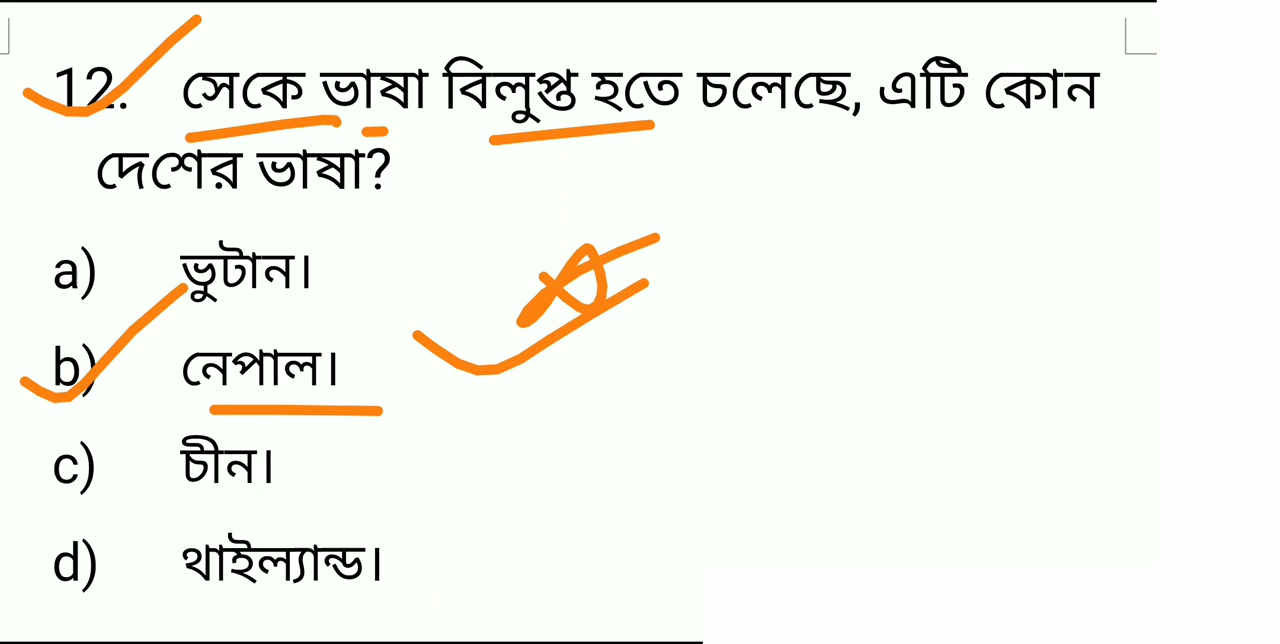 12. সেকে ভাষা বিলুপ্ত হতে চলেছে, এটি কোন
দেশের ভাষা?
a) ভুটান।
b) নেপাল।
c) চীন।
d) থাইল্যান্ড।